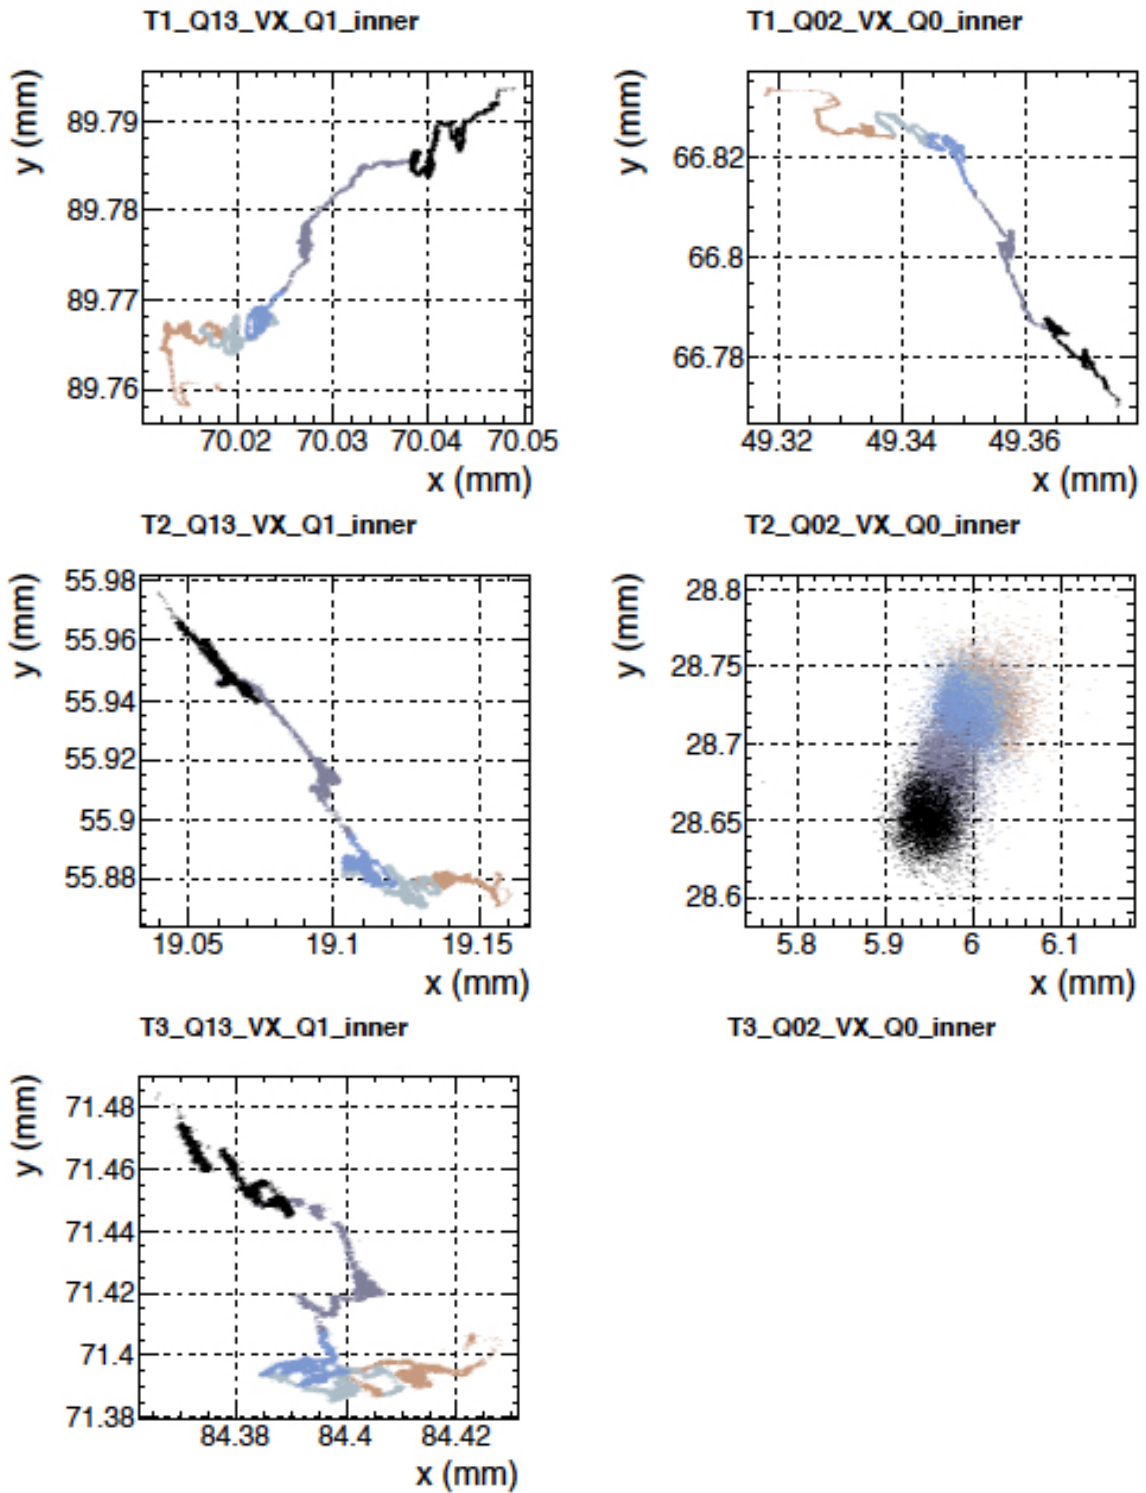 T1_Q13_VX_Q1_inner
y (mm)
89.79
89.78
89.77
89.76
70.02 70.03 70.04 70.05
x (mm)
T1_Q02_VX_Q0_inner
y (mm)
66.82
66.8
66.78
49.32 49.34 49.36
x (mm)
T2_Q13_VX_Q1_inner
y (mm)
55.98
55.96
55.94
55.92
55.9
55.88
19.05 19.1 19.15
x (mm)
T2_Q02_VX_Q0_inner
y (mm)
28.8
28.75
28.7
28.65
28.6
5.8 5.9 6 6.1
x (mm)
T3_Q13_VX_Q1_inner
y (mm)
71.48
71.46
71.44
71.42
71.4
71.38
84.38 84.4 84.42
x (mm)
T3_Q02_VX_Q0_inner